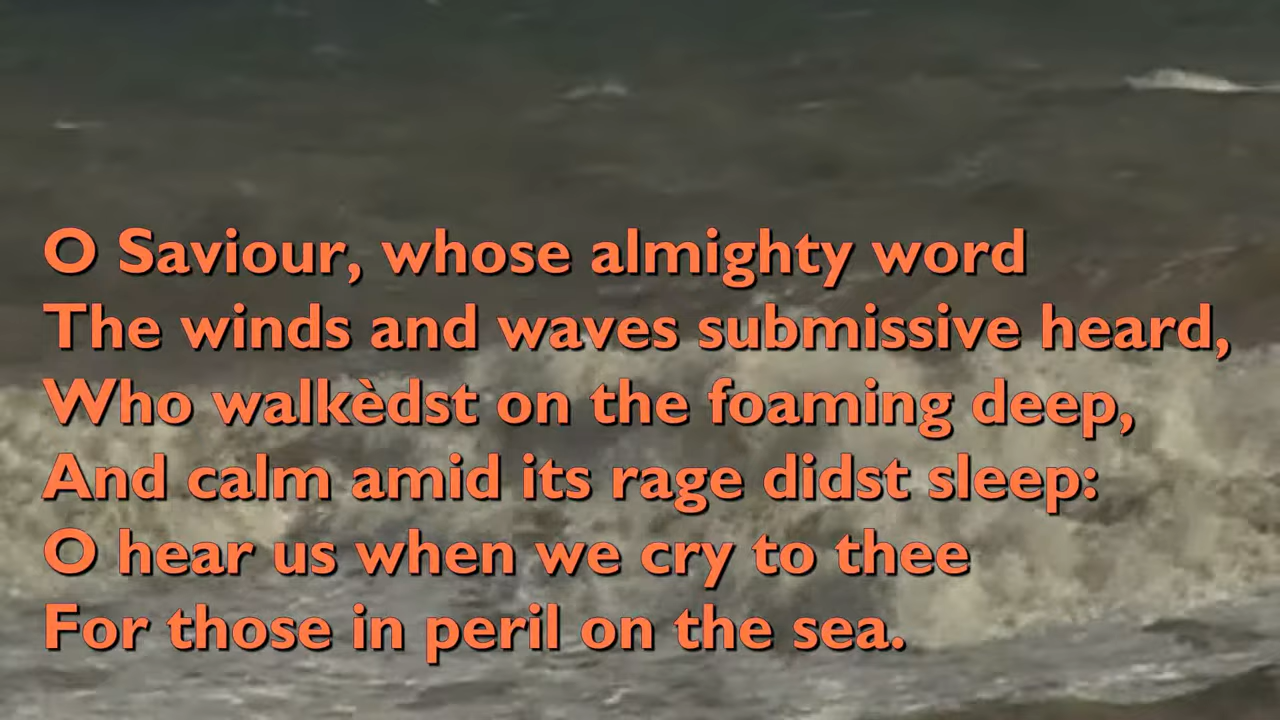 O Saviour, whose almighty word
The winds and waves submissive heard,
Who walkèdst on the foaming deep,
And calm amid its rage didst sleep:
O hear us when we cry to thee
For those in peril on the sea.